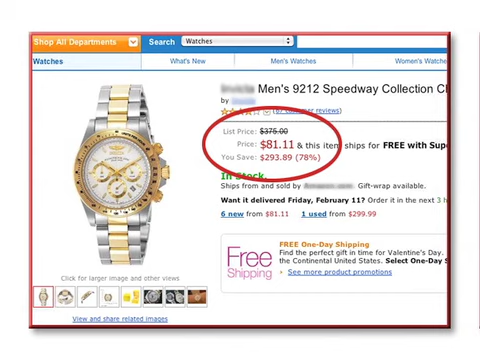 Shop All Departments
Search
Watches
Watches
What's New
Men's Watches
Women's Watches
Men's 9212 Speedway Collection
by
customer reviews)
List Price: $375.00
Price: $81.11 & this item ships for FREE with
You Save: $293.89 (78%)
In Stock.
Ships from and sold by Gift-wrap available.
Want it delivered Friday, February 11? Order it in the next 3
6 new from $81.11 1 used from $299.99
Click for larger image and other views
View and share related images
Free Shipping
FREE One-Day Shipping
Find the perfect gift in time for Valentine's Day.
the Continental United States. Select One-Day
See more product promotions